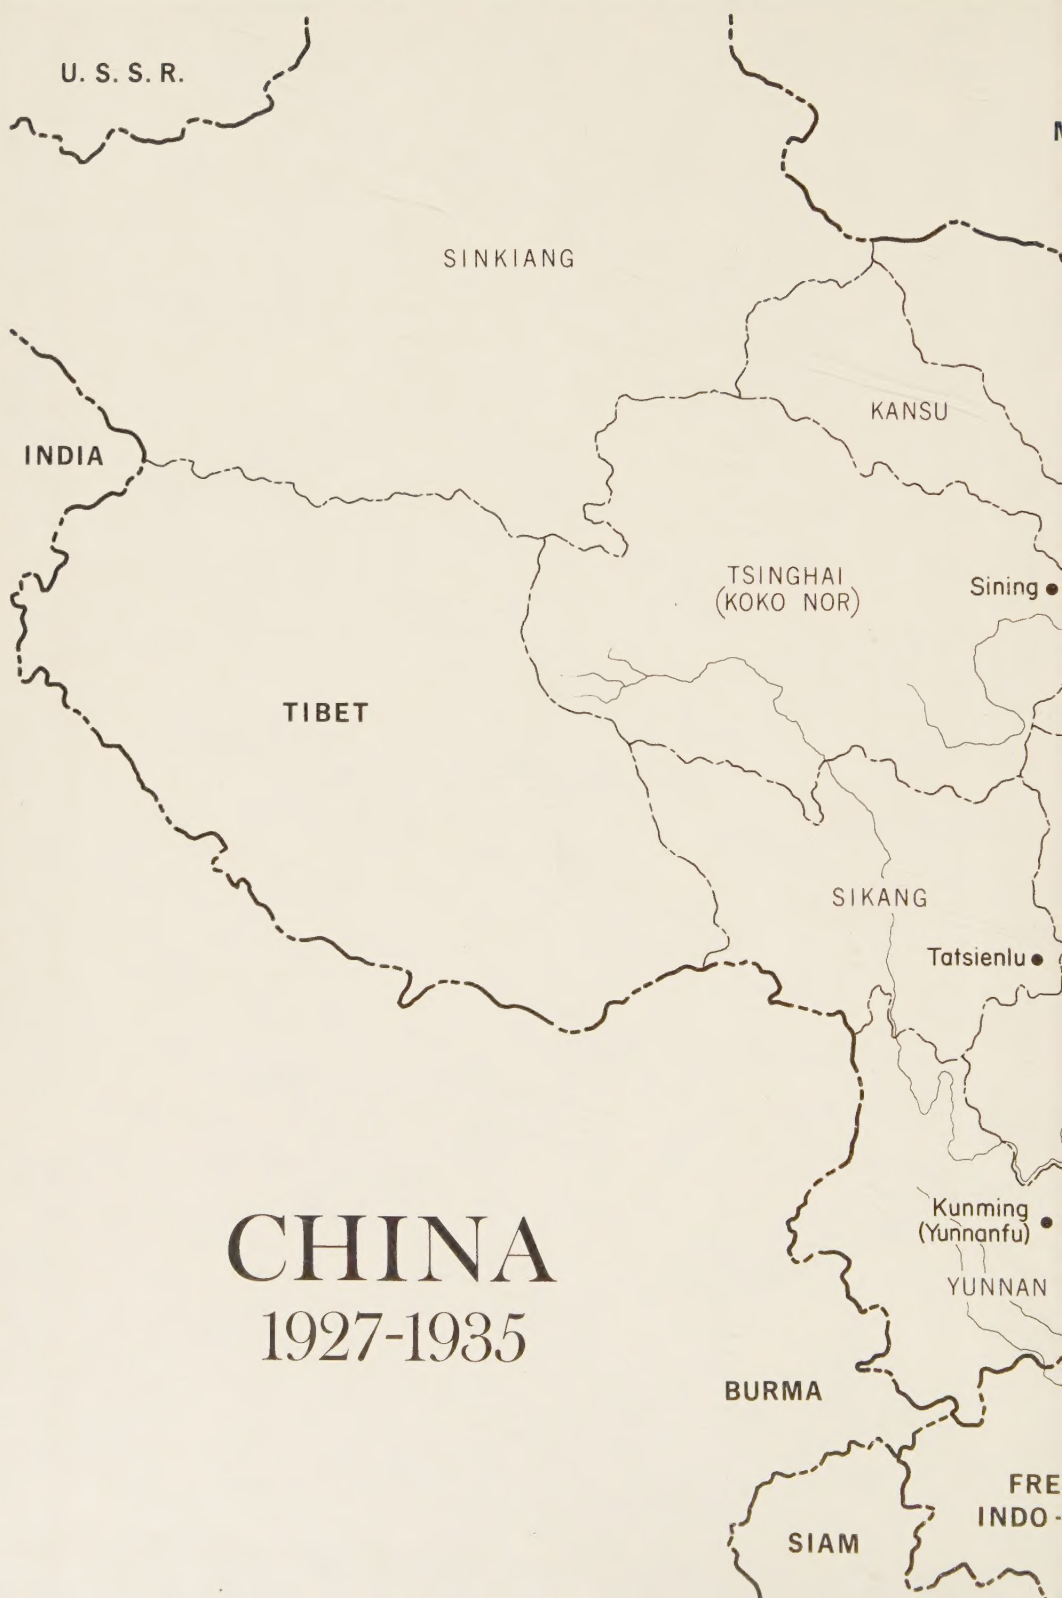 U. S. S. R.
SINKIANG
KANSU
INDIA
TSINGHAI
(KOKO NOR)
Sining
TIBET
SIKANG
Tatsienlu
Kunming
(Yunnanfu)
YUNNAN
CHINA
1927-1935
BURMA
FRE
INDO-
SIAM